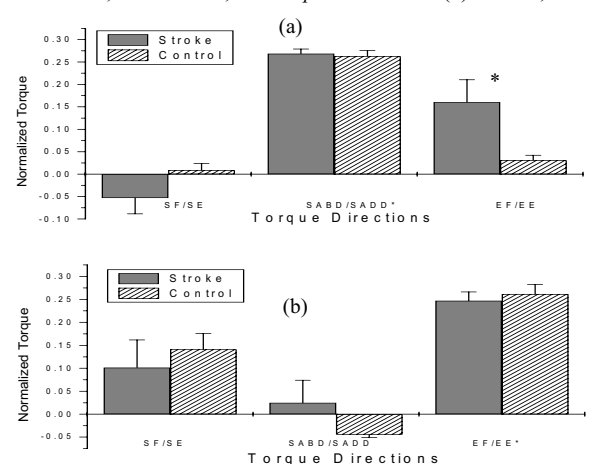 (a)
Stroke
Control
Normalized Torque
0.30
0.25
0.20
0.15
0.10
0.05
0.00
-0.05
-0.10
*
SF/SE SABD/SADD* EF/EE
Torque Directions
(b)
Stroke
Control
Normalized Torque
0.30
0.25
0.20
0.15
0.10
0.05
0.00
-0.05
SF/SE SABD/SADD EF/EE*
Torque Directions